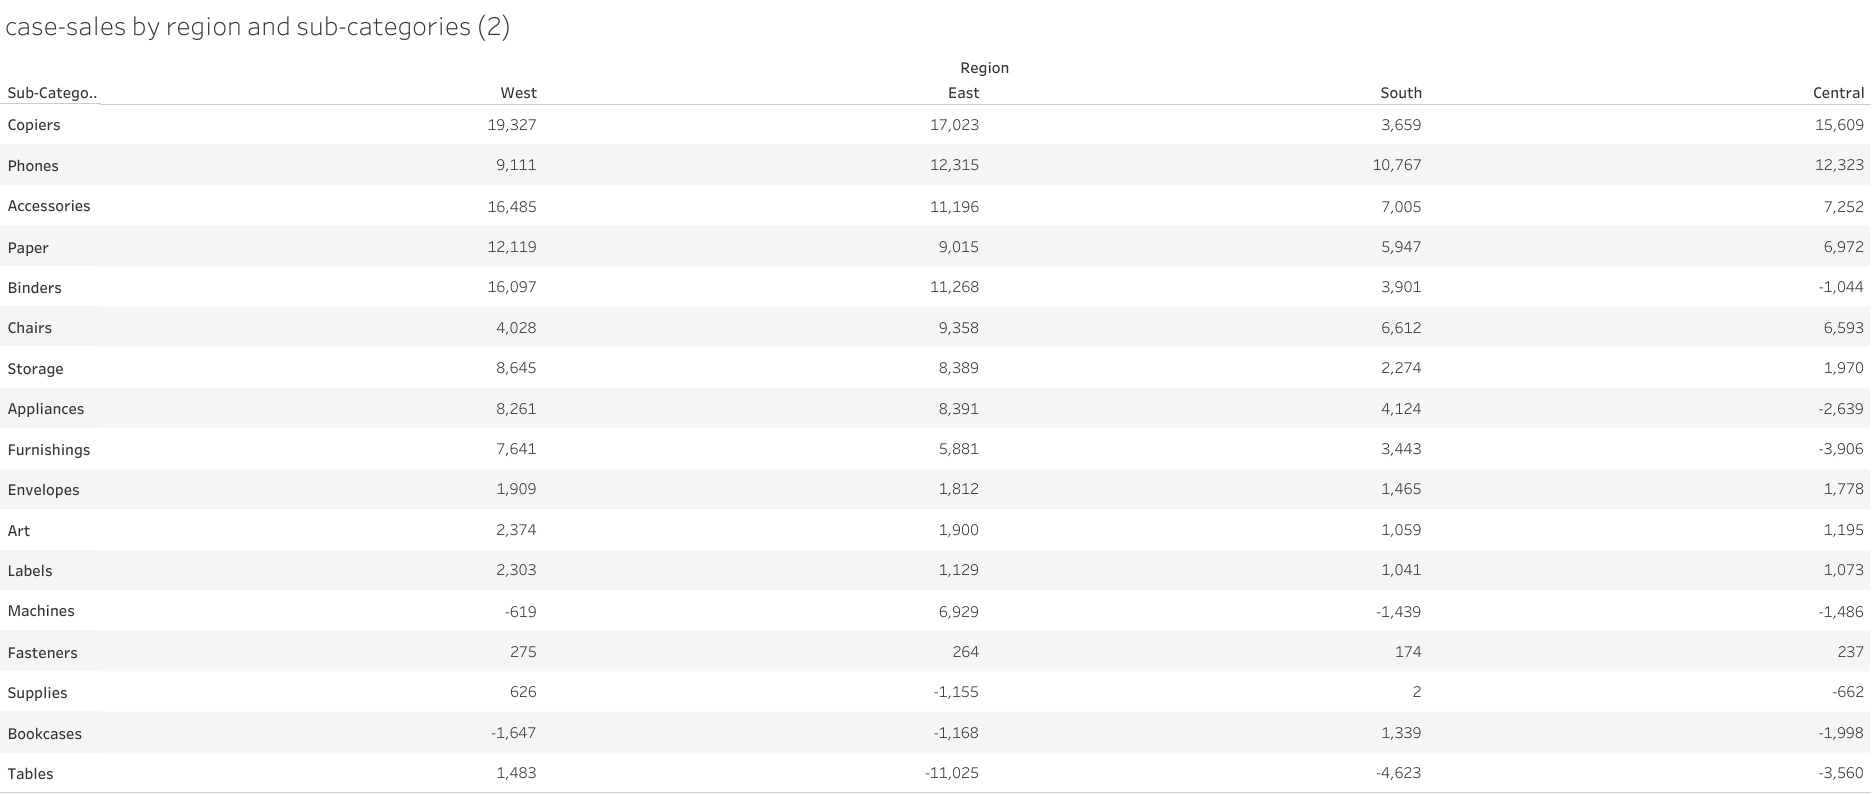 case-sales by region and sub-categories (2)
Region
Sub-Catego.. West East South Central
Copiers 19,327 17,023 3,659 15,609
Phones 9,111 12,315 10,767 12,323
Accessories 16,485 11,196 7,005 7,252
Paper 12,119 9,015 5,947 6,972
Binders 16,097 11,268 3,901 -1,044
Chairs 4,028 9,358 6,612 6,593
Storage 8,645 8,389 2,274 1,970
Appliances 8,261 8,391 4,124 -2,639
Furnishings 7,641 5,881 3,443 -3,906
Envelopes 1,909 1,812 1,465 1,778
Art 2,374 1,900 1,059 1,195
Labels 2,303 1,129 1,041 1,073
Machines -619 6,929 -1,439 -1,486
Fasteners 275 264 174 237
Supplies 626 -1,155 2 -662
Bookcases -1,647 -1,168 1,339 -1,998
Tables 1,483 -11,025 -4,623 -3,560